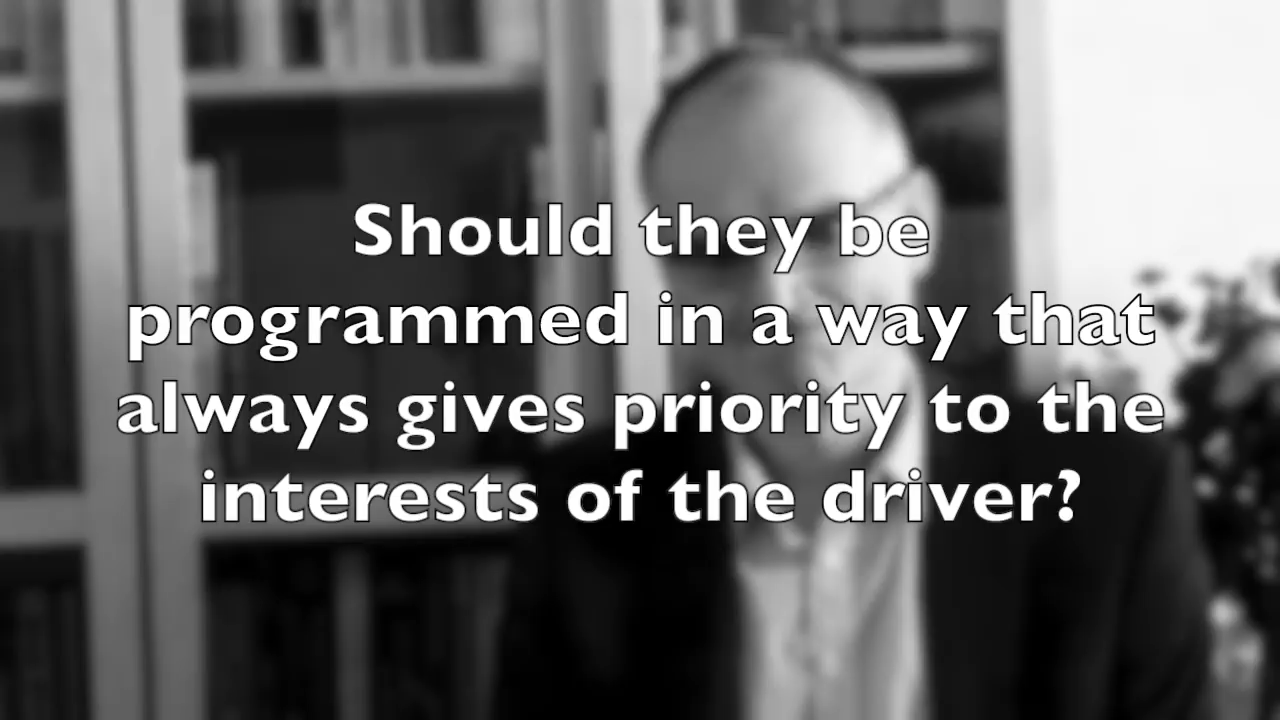 Should they be
programmed in a way that
always gives priority to the
interests of the driver?